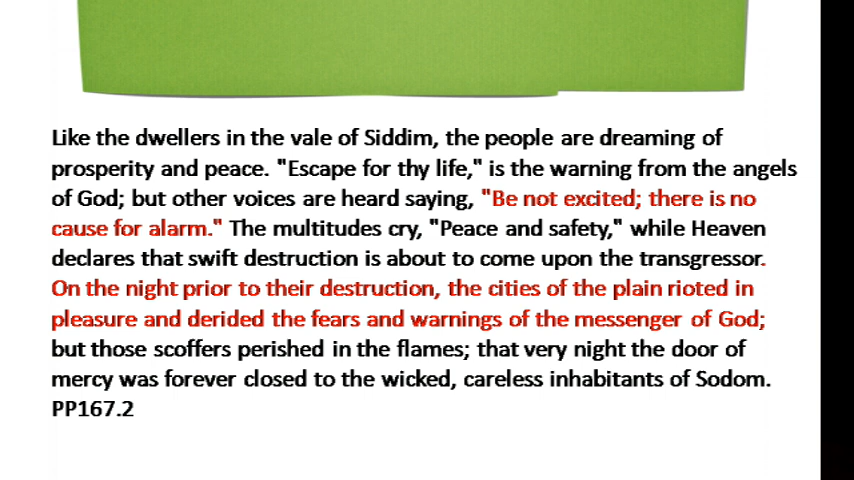 Like the dwellers in the vale of Siddim, the people are dreaming of
prosperity and peace. "Escape for thy life," is the warning from the angels
of God; but other voices are heard saying, "Be not excited; there is no
cause for alarm." The multitudes cry, "Peace and safety," while Heaven
declares that swift destruction is about to come upon the transgressor.
On the night prior to their destruction, the cities of the plain rioted in
pleasure and derided the fears and warnings of the messenger of God;
but those scoffers perished in the flames; that very night the door of
mercy was forever closed to the wicked, careless inhabitants of Sodom.
PP167.2